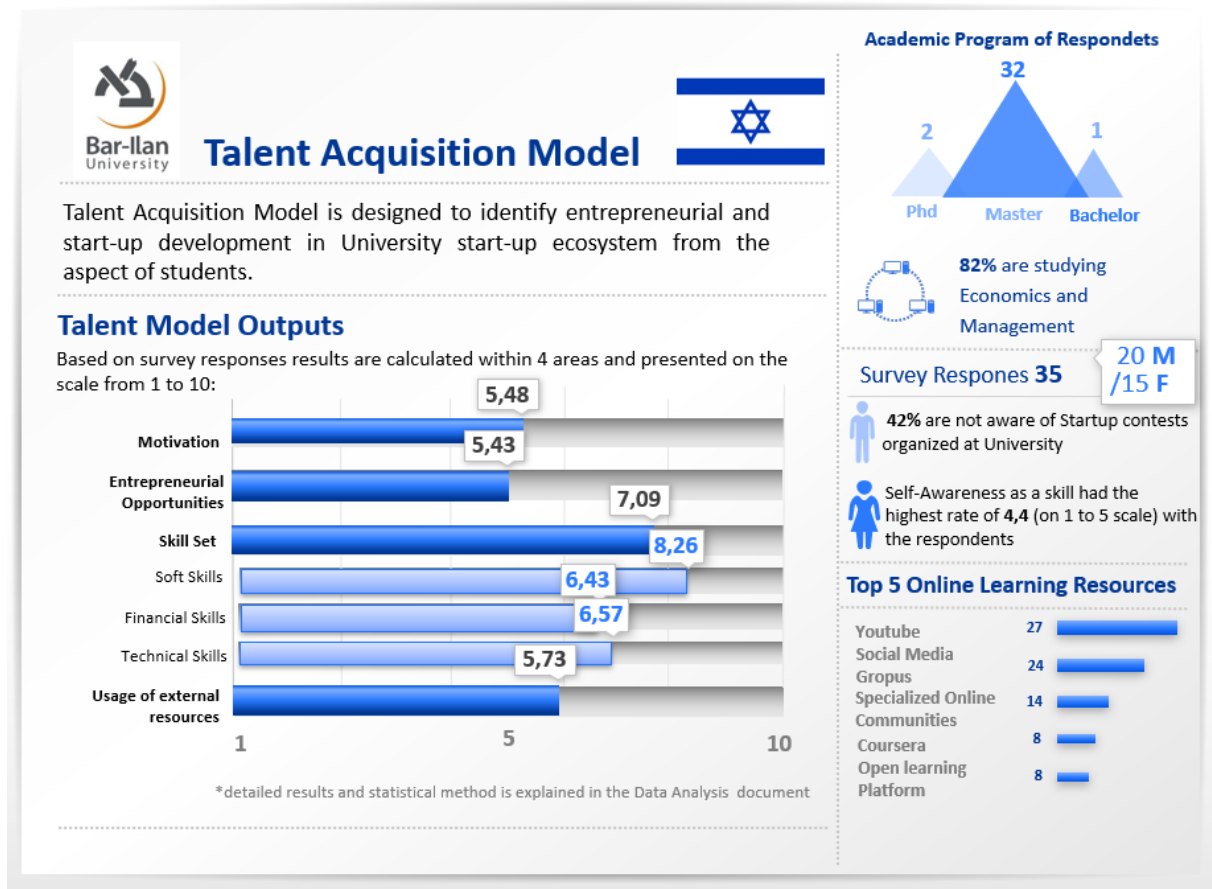 Bar-Ilan
University
Talent Acquisition Model
Talent Acquisition Model is designed to identify entrepreneurial and
start-up development in University start-up ecosystem from the
aspect of students.
Talent Model Outputs
Based on survey responses results are calculated within 4 areas and presented on the
scale from 1 to 10:
5,48
Motivation
5,43
Entrepreneurial
Opportunities
7,09
Skill Set
8,26
Soft Skills
6,43
Financial Skills
6,57
Technical Skills
5,73
Usage of external
resources
1
5
10
*detailed results and statistical method is explained in the Data Analysis document
Academic Program of Respondets
32
2
1
Phd
Master
Bachelor
82% are studying
Economics and
Management
20 M
/15 F
Survey Respones 35
42% are not aware of Startup contests
organized at University
Self-Awareness as a skill had the
highest rate of 4,4 (on 1 to 5 scale) with
the respondents
Top 5 Online Learning Resources
Youtube
27
Social Media
Gropus
24
Specialized Online
Communities
14
Coursera
8
Open learning
Platform
8